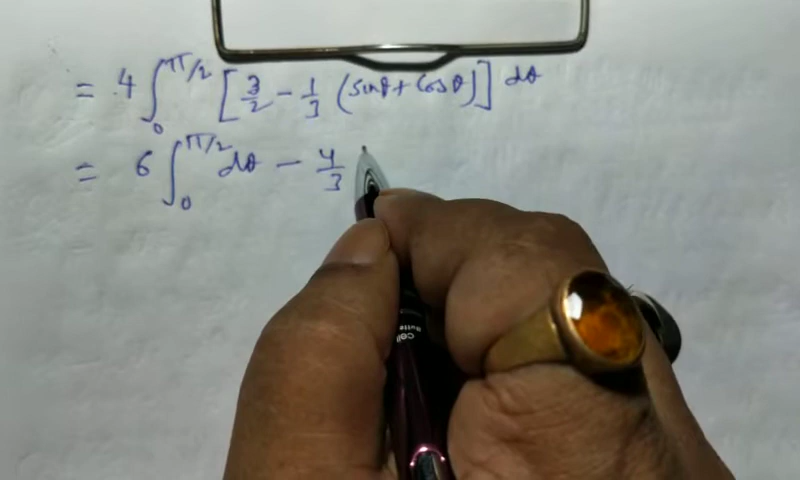 = 4 ∫₀^π/2 [3/2 - 1/3 (sinθ + cosθ)] dθ
= 6 ∫₀^π/2 dθ - 4/3